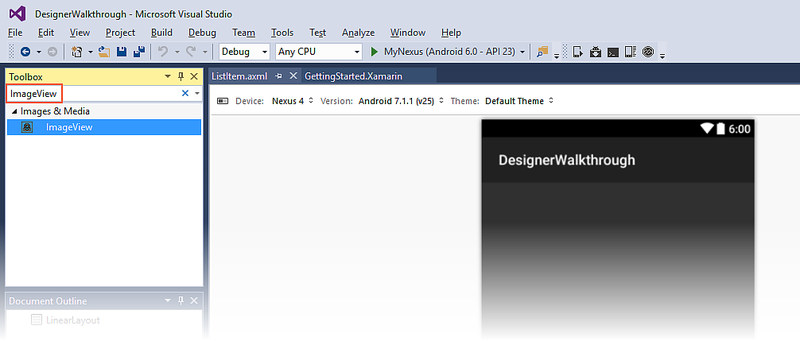 DesignerWalkthrough - Microsoft Visual Studio
File Edit View Project Build Debug Team Tools Test Analyze Window Help
Debug Any CPU MyNexus (Android 6.0 - API 23)
Toolbox
ListItem.axml GettingStarted.Xamarin
ImageView
Device: Nexus 4 Version: Android 7.1.1 (v25) Theme: Default Theme
Images & Media
ImageView
6:00
DesignerWalkthrough
Document Outline
LinearLayout